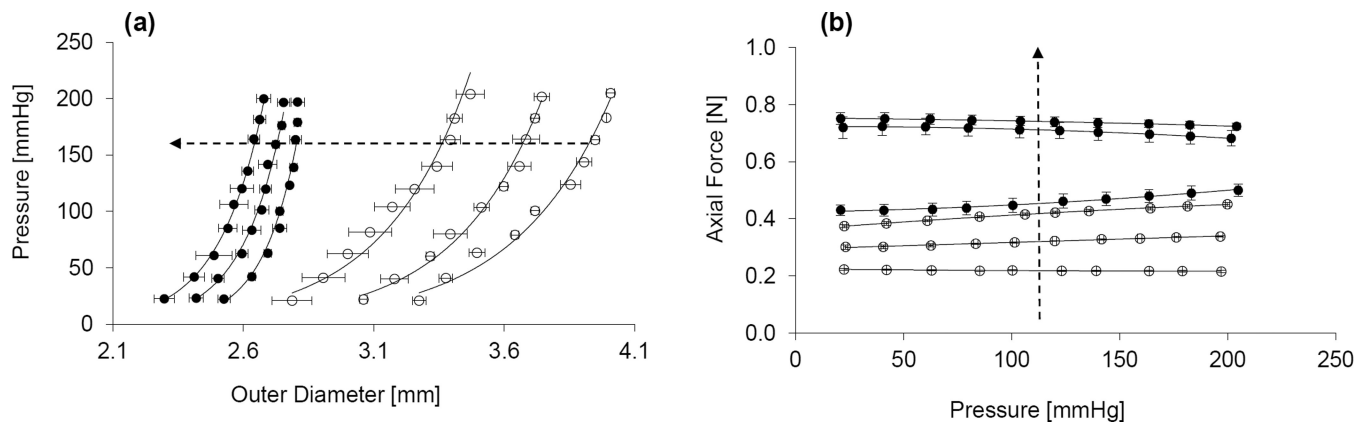 (a)
250
200
150
100
50
0
Pressure [mmHg]
2.1 2.6 3.1 3.6 4.1
Outer Diameter [mm]
(b)
1.0
0.8
0.6
0.4
0.2
0.0
Axial Force [N]
0 50 100 150 200 250
Pressure [mmHg]